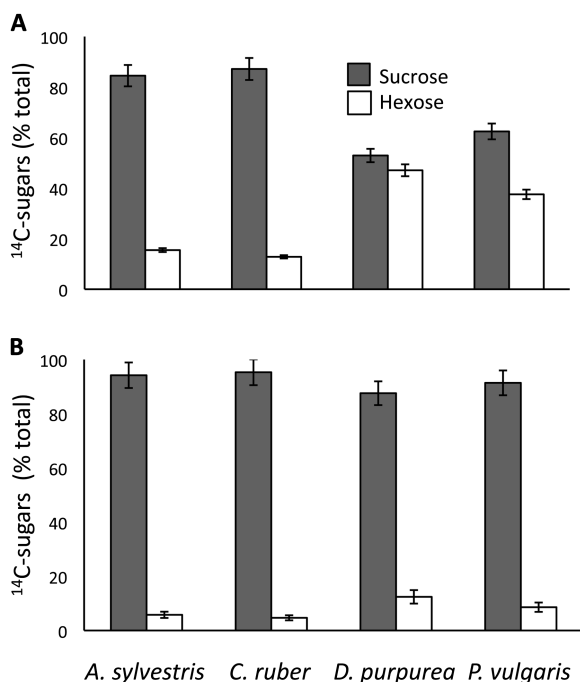 A
100
80
60
40
20
0
¹⁴C-sugars (% total)
Sucrose
Hexose
B
100
80
60
40
20
0
¹⁴C-sugars (% total)
A. sylvestris C. ruber D. purpurea P. vulgaris